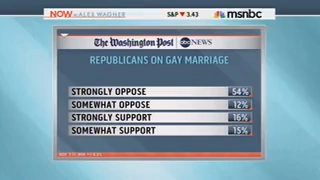 NOW W/ALEX WAGNER
S&P ▼ 3.43
msnbc
The Washington Post
abc NEWS
REPUBLICANS ON GAY MARRIAGE
STRONGLY OPPOSE 54%
SOMEWHAT OPPOSE 12%
STRONGLY SUPPORT 16%
SOMEWHAT SUPPORT 15%